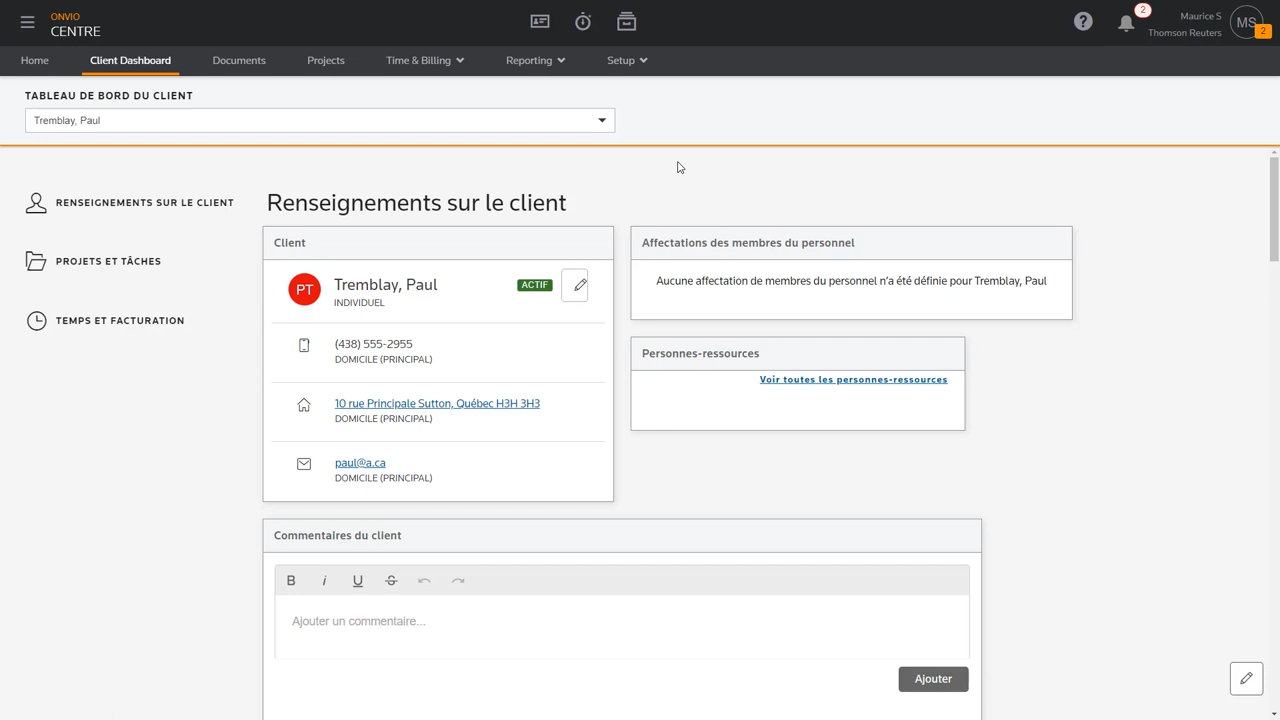 ONVIO
CENTRE
2
Maurice S
Thomson Reuters
MS
2
Home
Client Dashboard
Documents
Projects
Time & Billing
Reporting
Setup
TABLEAU DE BORD DU CLIENT
Tremblay, Paul
RENSEIGNEMENTS SUR LE CLIENT
PROJETS ET TÂCHES
TEMPS ET FACTURATION
Renseignements sur le client
Client
PT
Tremblay, Paul
ACTIF
INDIVIDUEL
(438) 555-2955
DOMICILE (PRINCIPAL)
10 rue Principale Sutton, Québec H3H 3H3
DOMICILE (PRINCIPAL)
paul@a.ca
DOMICILE (PRINCIPAL)
Affectations des membres du personnel
Aucune affectation de membres du personnel n'a été définie pour Tremblay, Paul
Personnes-ressources
Voir toutes les personnes-ressources
Commentaires du client
B i U S
Ajouter un commentaire...
Ajouter